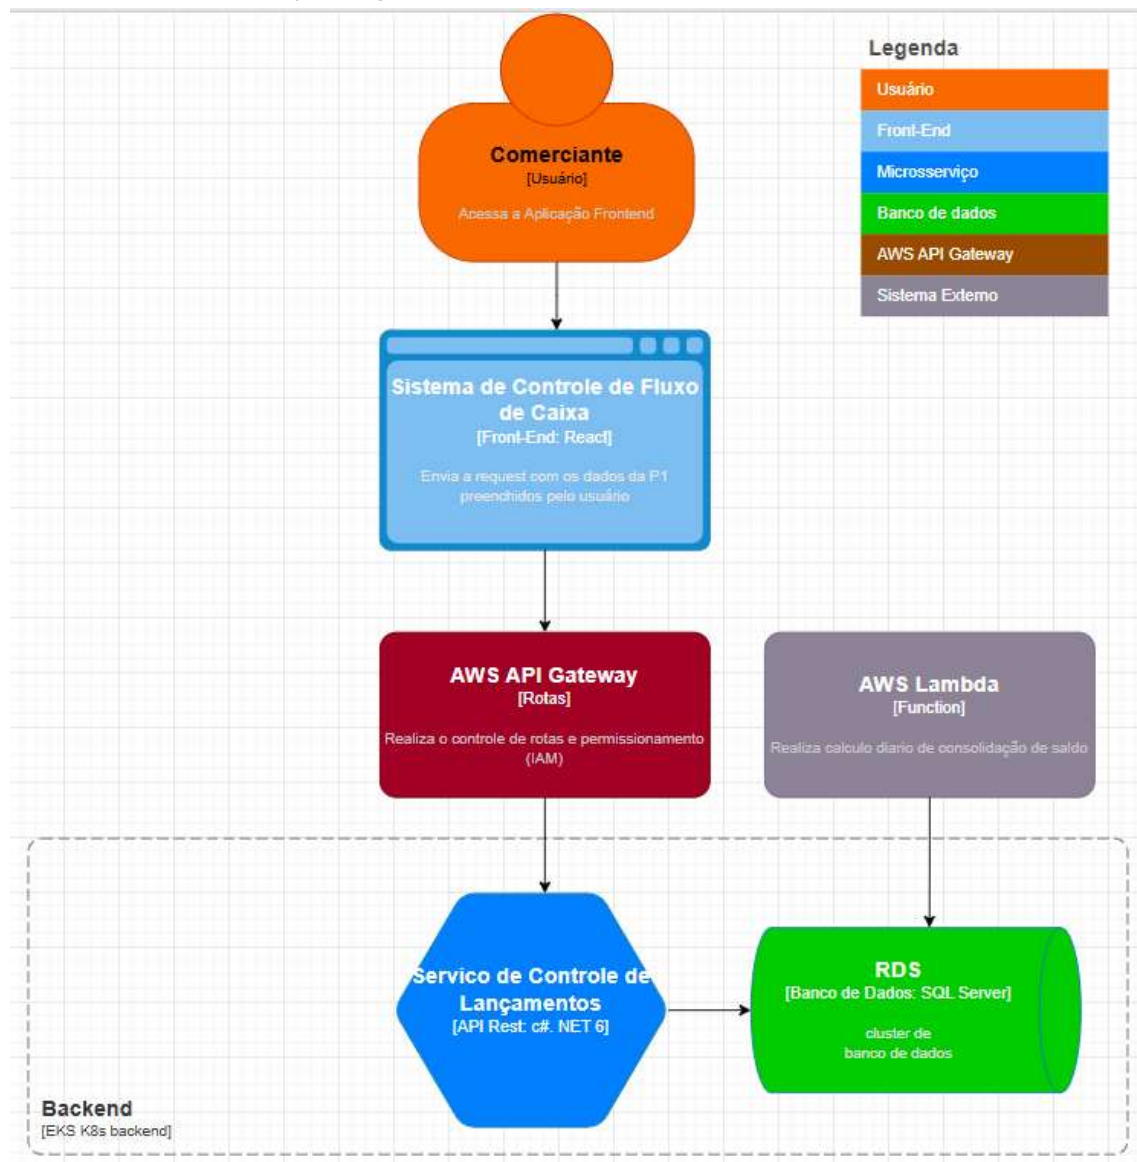 Legenda
Usuário
Front-End
Microsserviço
Banco de dados
AWS API Gateway
Sistema Externo
Comerciante
[Usuário]
Acessa a Aplicação Frontend
Sistema de Controle de Fluxo
de Caixa
[Front-End: React]
Envia a request com os dados da P1
preenchidos pelo usuário
AWS API Gateway
[Rotas]
Realiza o controle de rotas e permissionamento
(IAM)
AWS Lambda
[Function]
Realiza calculo diario de consolidação de saldo
Servico de Controle de
Lançamentos
[API Rest: c#. NET 6]
RDS
[Banco de Dados: SQL Server]
cluster de
banco de dados
Backend
[EKS K8s backend]